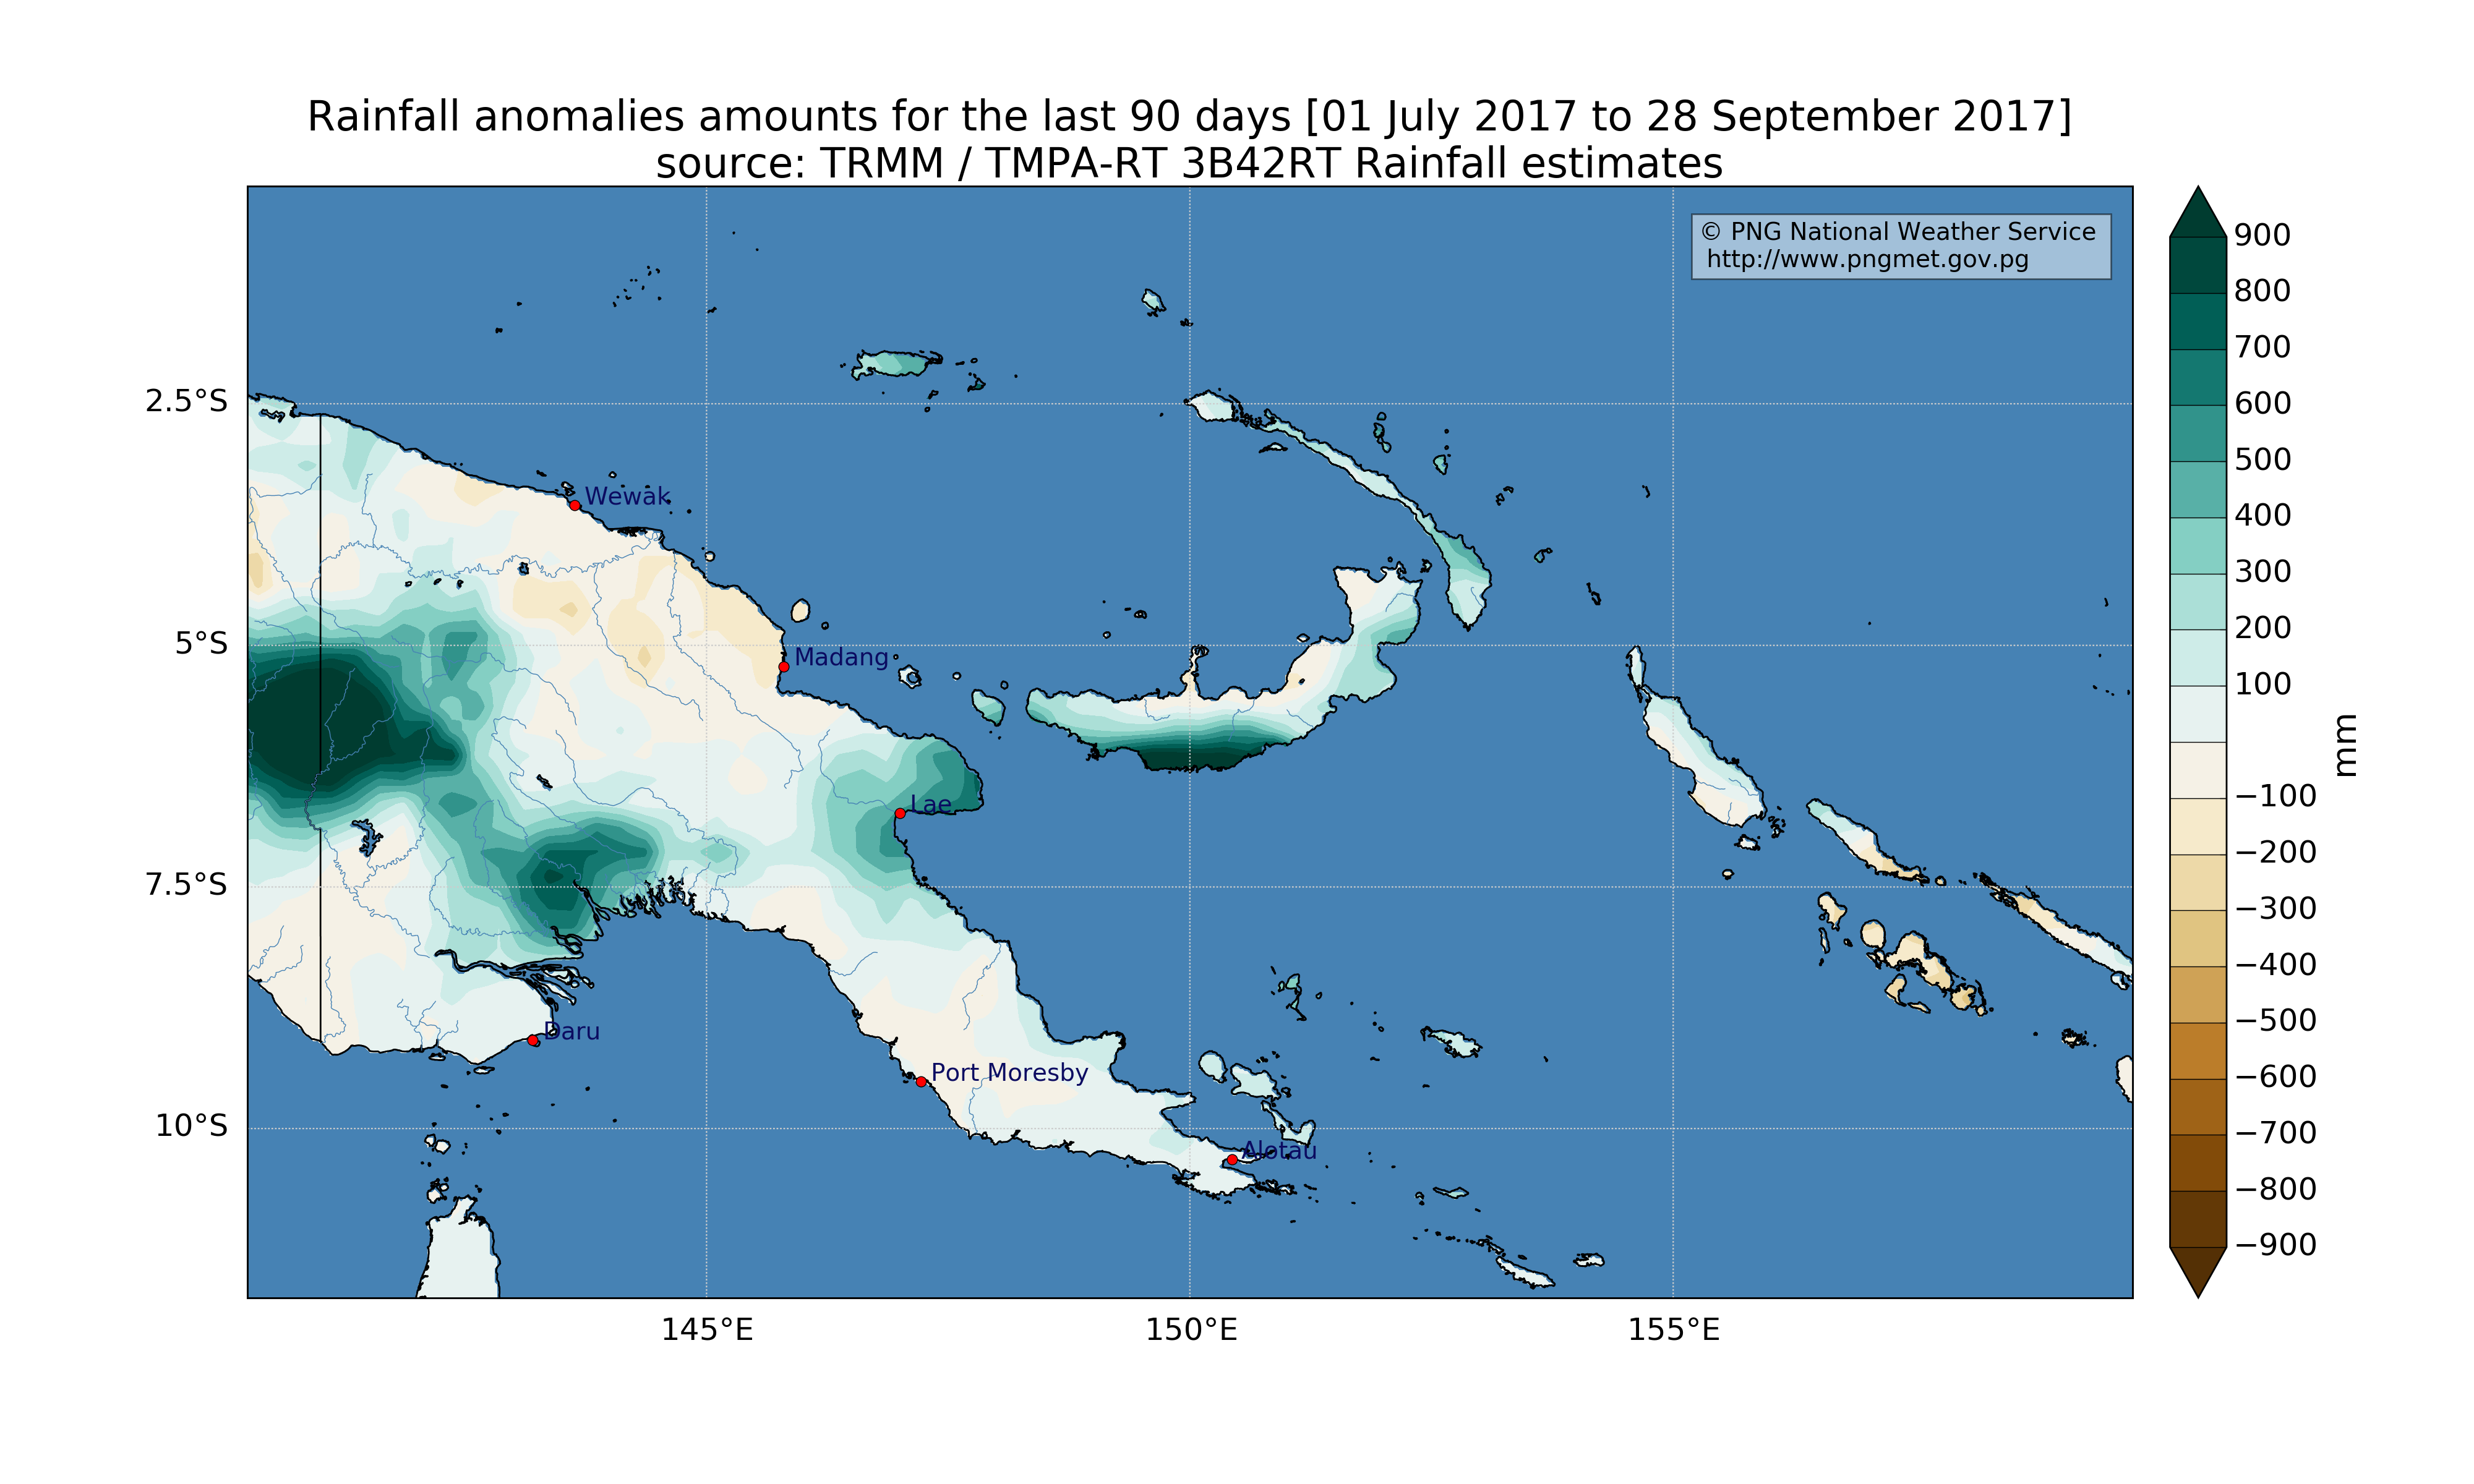 Rainfall anomalies amounts for the last 90 days [01 July 2017 to 28 September 2017]
source: TRMM / TMPA-RT 3B42RT Rainfall estimates
© PNG National Weather Service
http://www.pngmet.gov.pg
2.5°S
5°S
7.5°S
10°S
Wewak
Madang
Lae
Daru
Port Moresby
Alotau
145°E
150°E
155°E
900
800
700
600
500
400
300
200
100
−100
−200
−300
−400
−500
−600
−700
−800
−900
mm